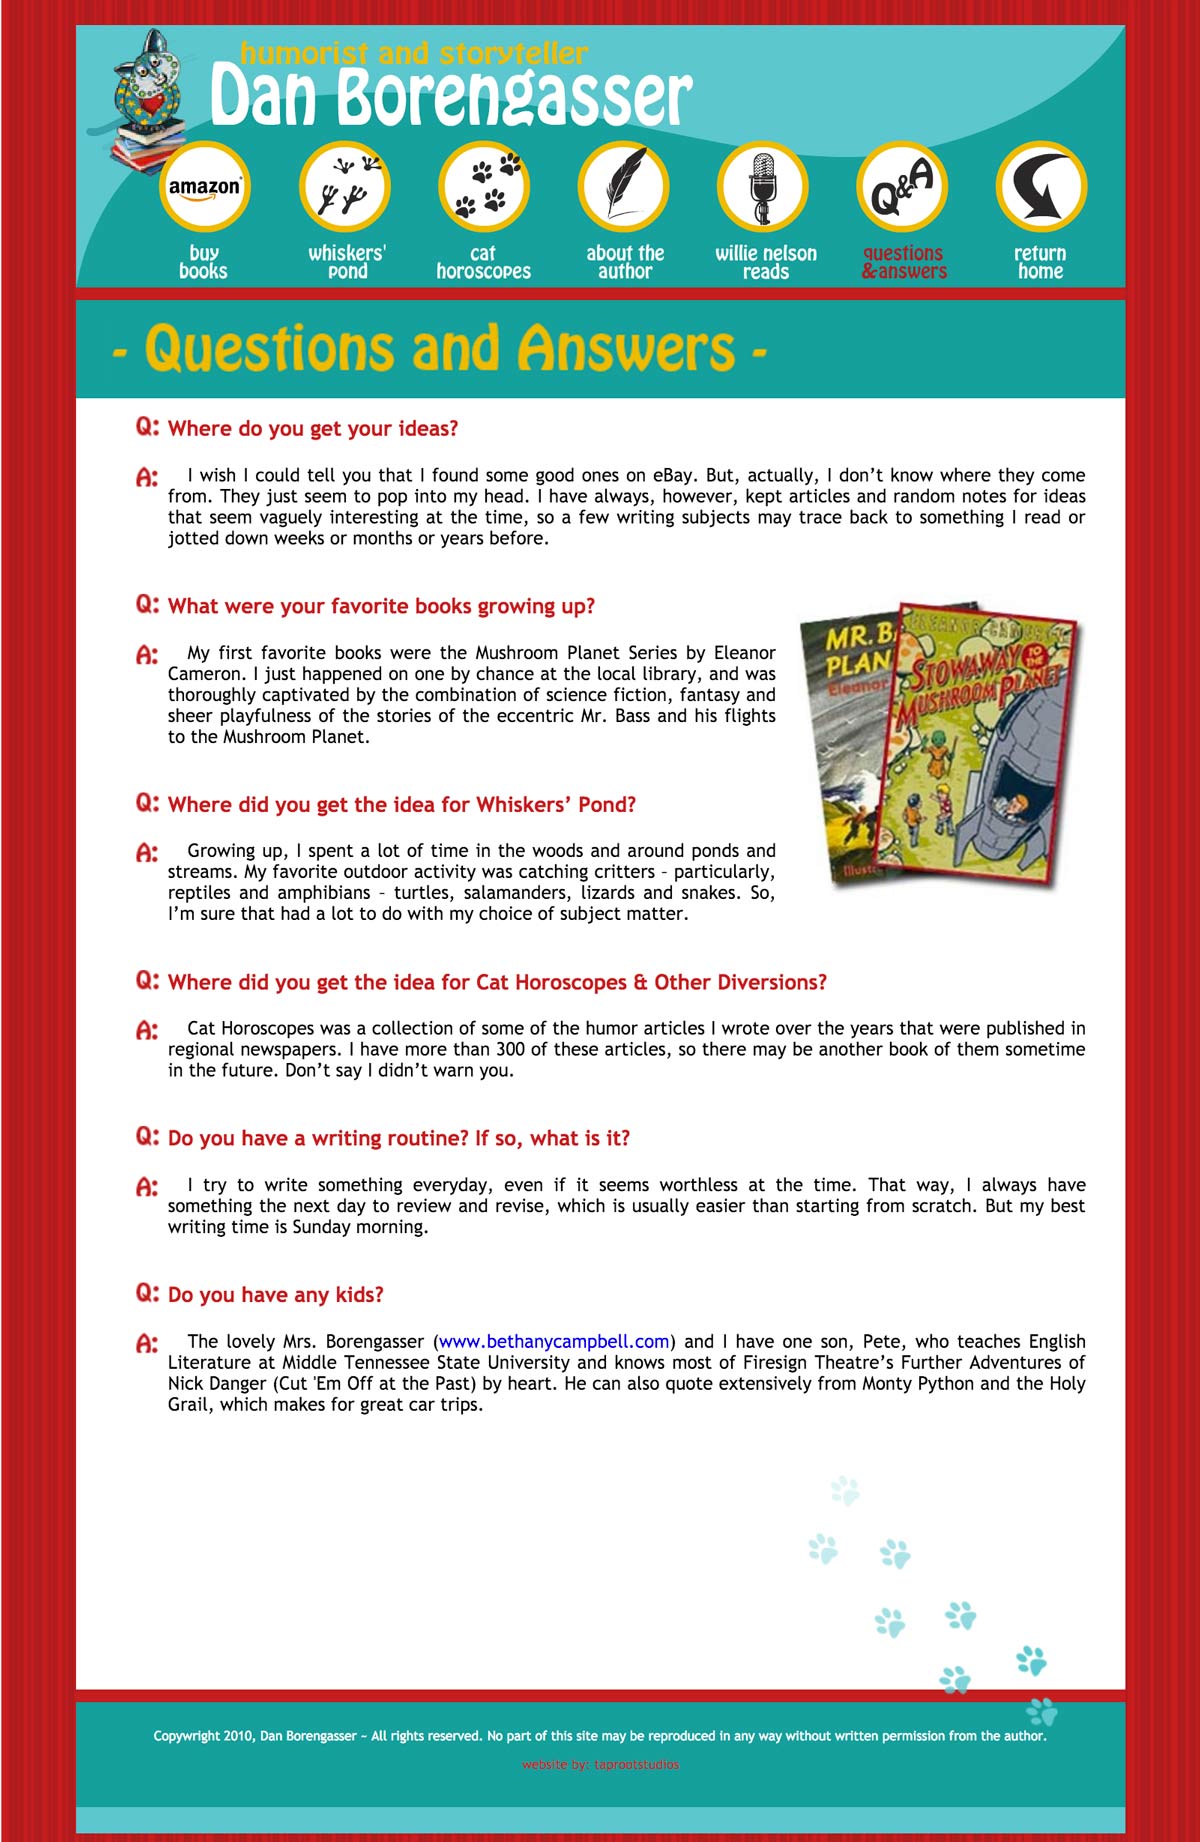 humorist and storyteller
Dan Borengasser
amazon
Q&A
buy
books
whiskers'
pond
cat
horoscopes
about the
author
willie nelson
reads
questions
&answers
return
home
- Questions and Answers -
Q: Where do you get your ideas?
A: I wish I could tell you that I found some good ones on eBay. But, actually, I don’t know where they come
from. They just seem to pop into my head. I have always, however, kept articles and random notes for ideas
that seem vaguely interesting at the time, so a few writing subjects may trace back to something I read or
jotted down weeks or months or years before.
Q: What were your favorite books growing up?
A: My first favorite books were the Mushroom Planet Series by Eleanor
Cameron. I just happened on one by chance at the local library, and was
thoroughly captivated by the combination of science fiction, fantasy and
sheer playfulness of the stories of the eccentric Mr. Bass and his flights
to the Mushroom Planet.
MR. B
PLAN
Eleanor
Illust
ELEANOR CAMERON
STOWAWAY TO THE
MUSHROOM PLANET
Q: Where did you get the idea for Whiskers’ Pond?
A: Growing up, I spent a lot of time in the woods and around ponds and
streams. My favorite outdoor activity was catching critters – particularly,
reptiles and amphibians – turtles, salamanders, lizards and snakes. So,
I’m sure that had a lot to do with my choice of subject matter.
Q: Where did you get the idea for Cat Horoscopes & Other Diversions?
A: Cat Horoscopes was a collection of some of the humor articles I wrote over the years that were published in
regional newspapers. I have more than 300 of these articles, so there may be another book of them sometime
in the future. Don’t say I didn’t warn you.
Q: Do you have a writing routine? If so, what is it?
A: I try to write something everyday, even if it seems worthless at the time. That way, I always have
something the next day to review and revise, which is usually easier than starting from scratch. But my best
writing time is Sunday morning.
Q: Do you have any kids?
A: The lovely Mrs. Borengasser (www.bethanycampbell.com) and I have one son, Pete, who teaches English
Literature at Middle Tennessee State University and knows most of Firesign Theatre’s Further Adventures of
Nick Danger (Cut 'Em Off at the Past) by heart. He can also quote extensively from Monty Python and the Holy
Grail, which makes for great car trips.
Copywright 2010, Dan Borengasser ~ All rights reserved. No part of this site may be reproduced in any way without written permission from the author.
website by: taprootstudios